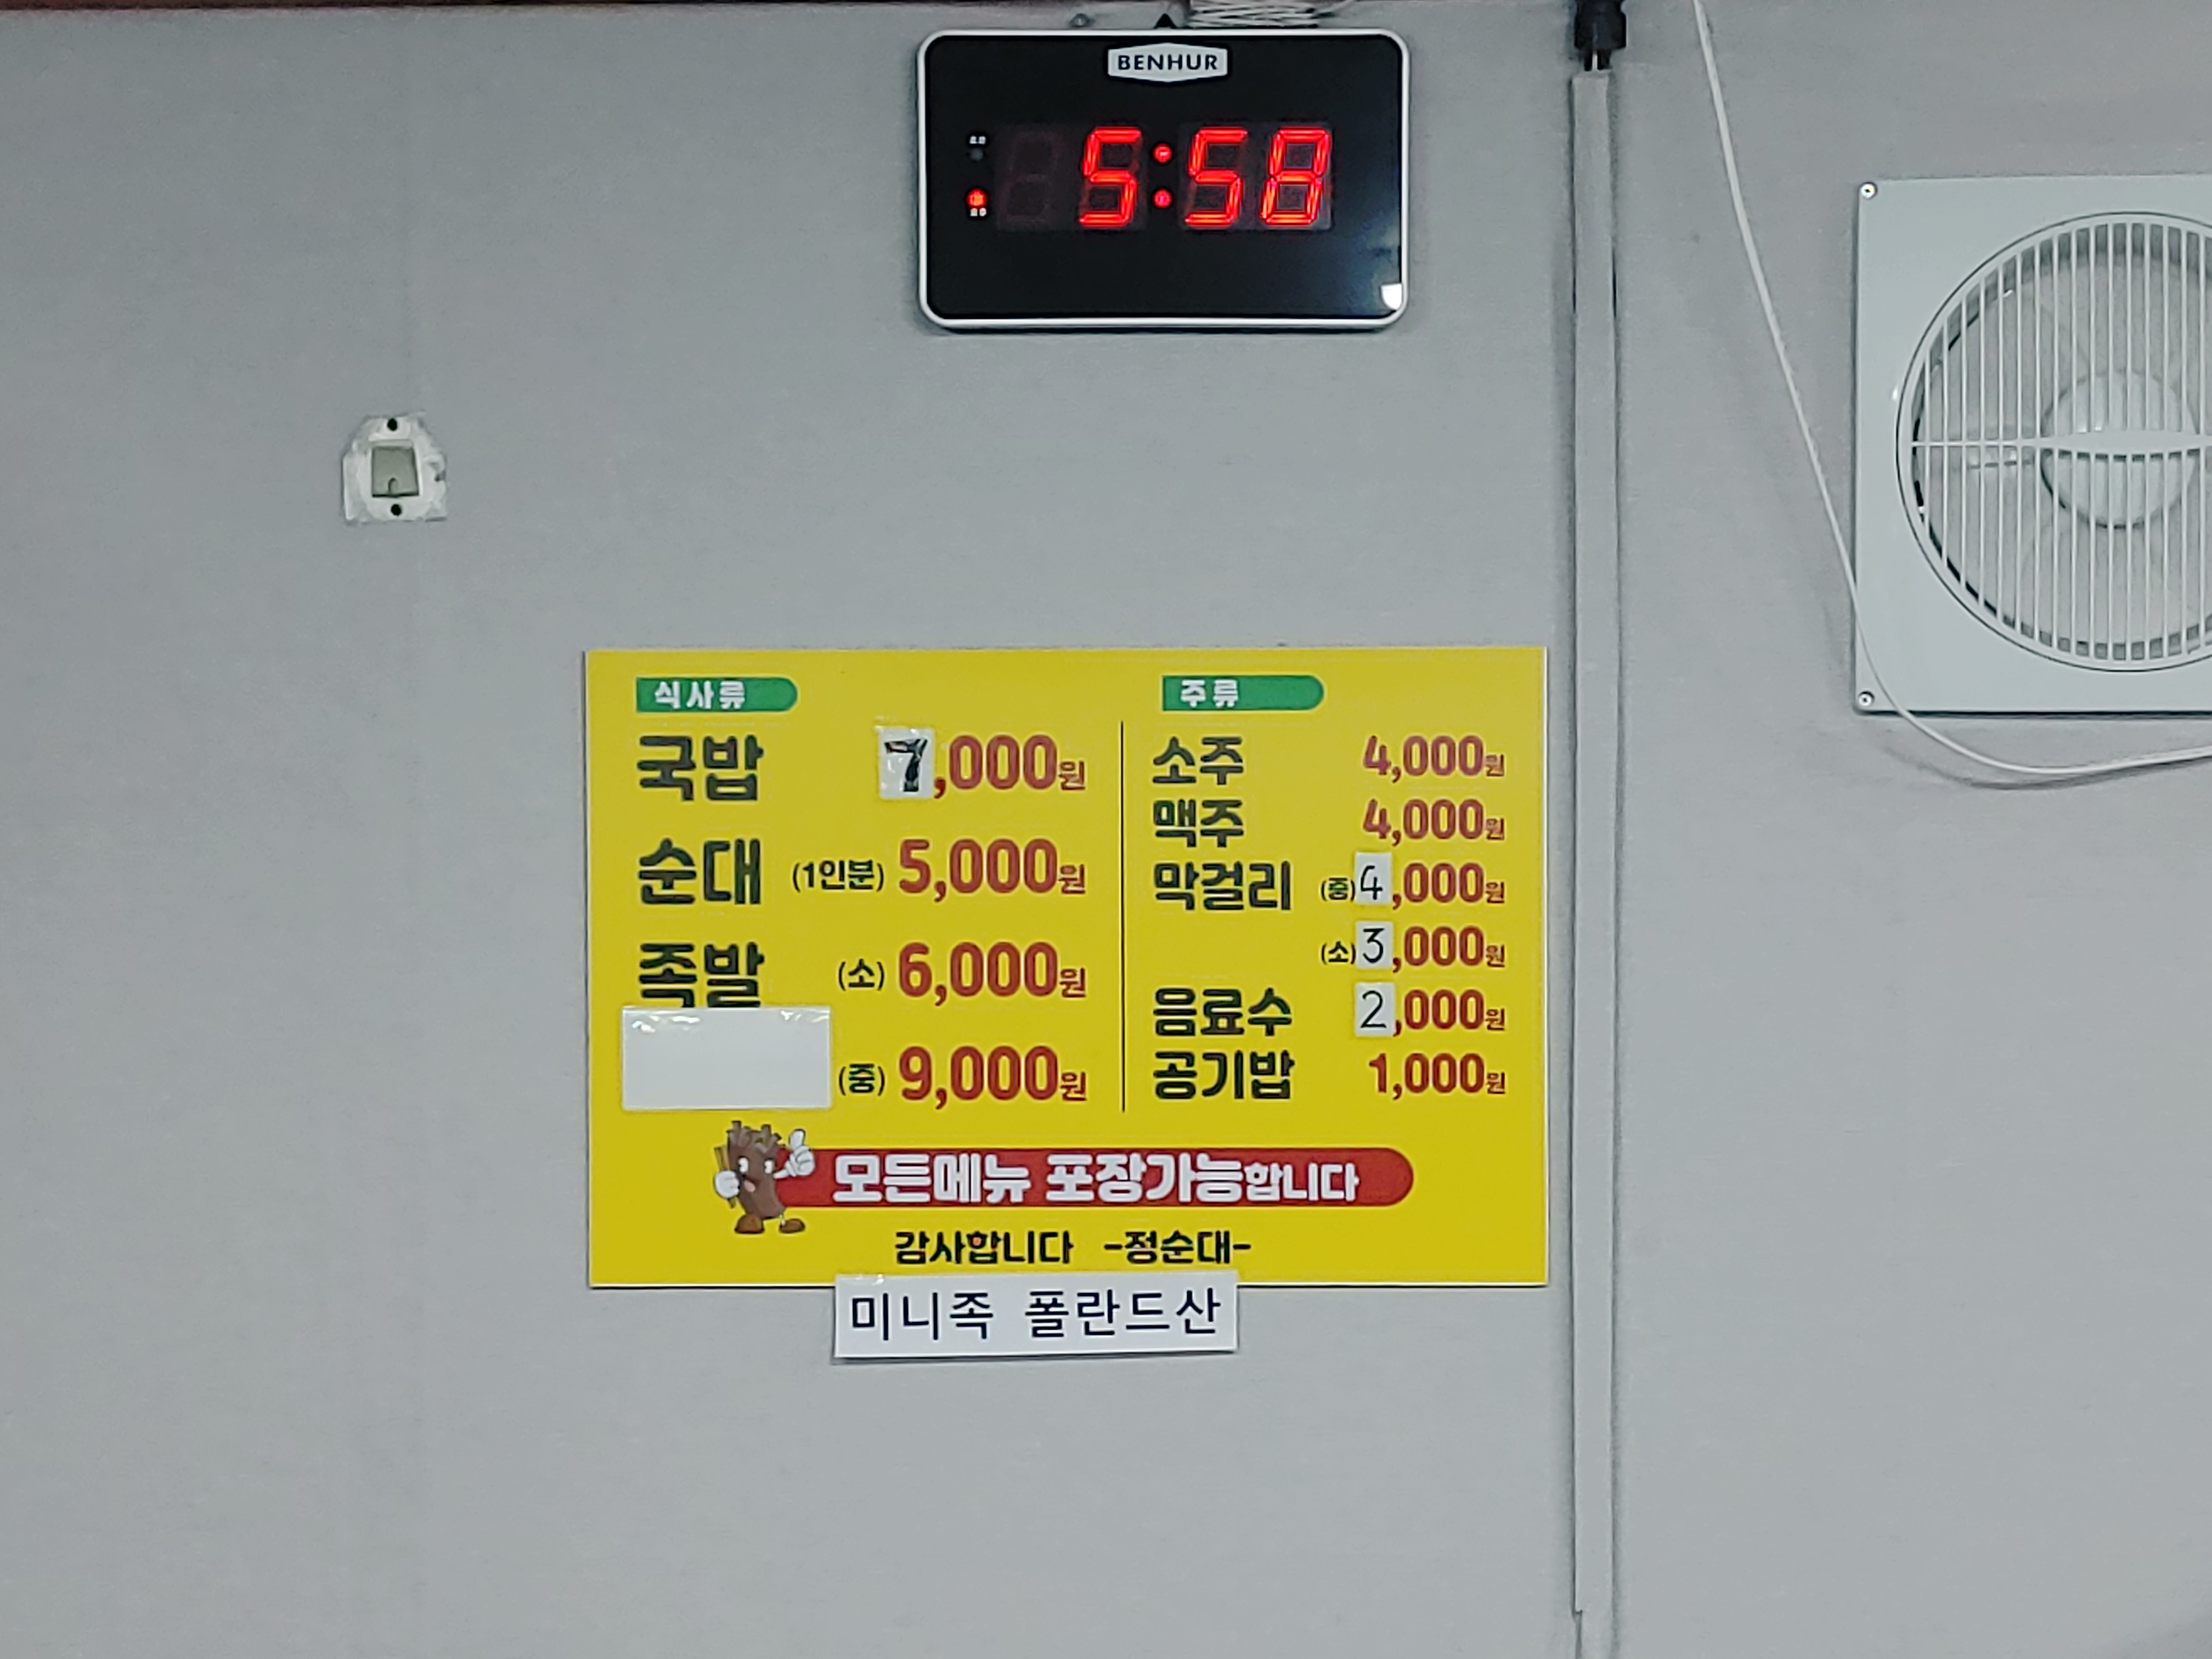 BENHUR
5:58
식사류
국밥 7,000원
순대 (1인분) 5,000원
족발 (소) 6,000원
(중) 9,000원
주류
소주 4,000원
맥주 4,000원
막걸리 (중) 4,000원
(소) 3,000원
음료수 2,000원
공기밥 1,000원
모든메뉴 포장가능합니다
감사합니다 -정순대-
미니족 폴란드산